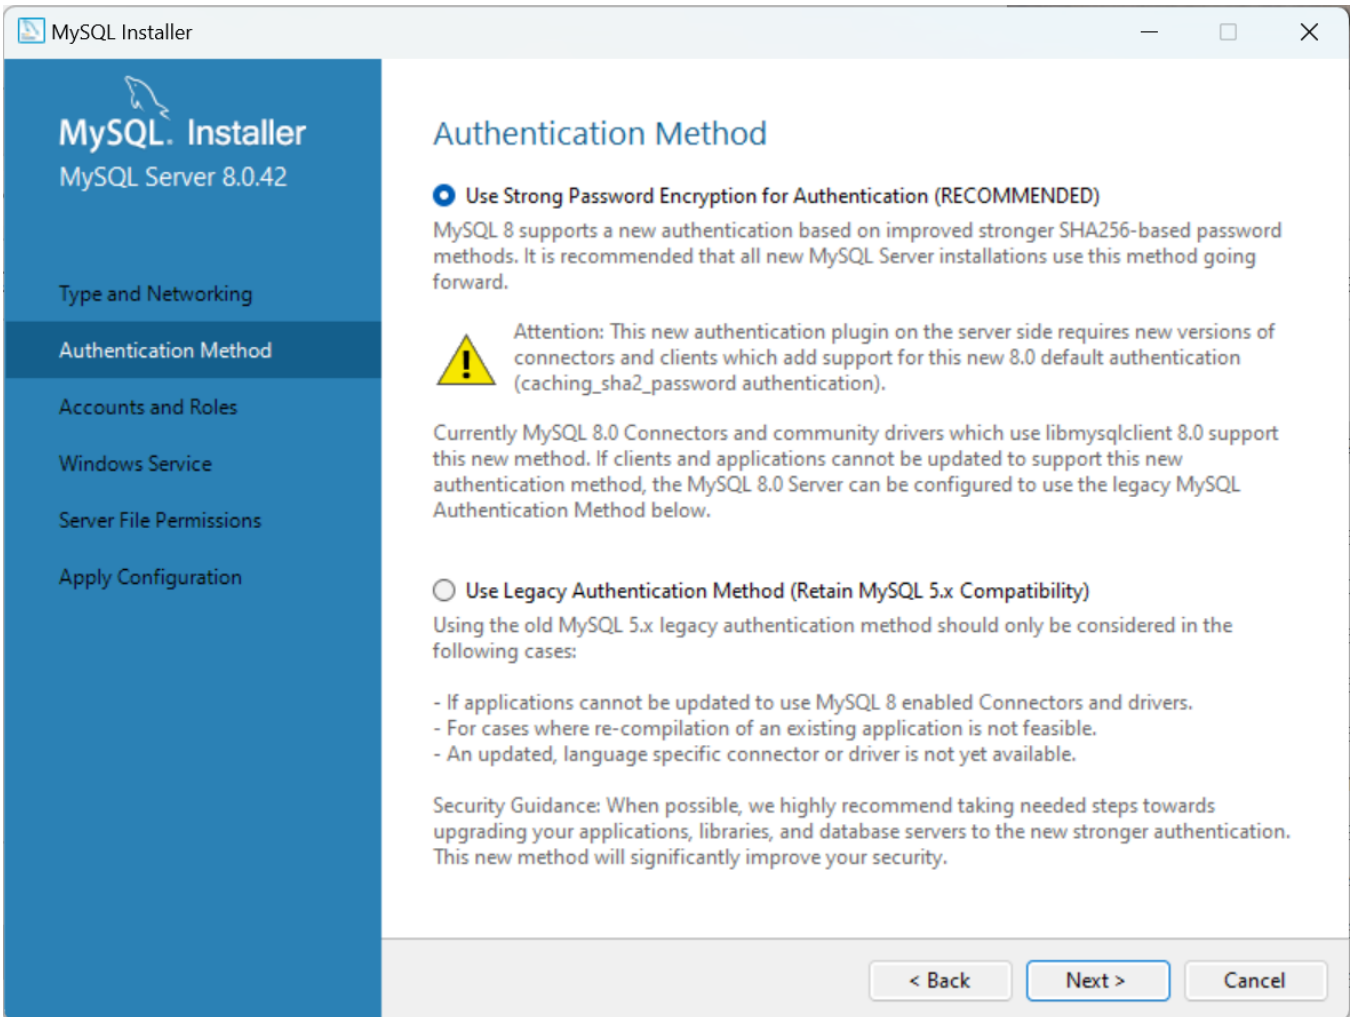 MySQL Installer
MySQL. Installer
MySQL Server 8.0.42
Type and Networking
Authentication Method
Accounts and Roles
Windows Service
Server File Permissions
Apply Configuration
Authentication Method
Use Strong Password Encryption for Authentication (RECOMMENDED)
MySQL 8 supports a new authentication based on improved stronger SHA256-based password
methods. It is recommended that all new MySQL Server installations use this method going
forward.
Attention: This new authentication plugin on the server side requires new versions of
connectors and clients which add support for this new 8.0 default authentication
(caching_sha2_password authentication).
Currently MySQL 8.0 Connectors and community drivers which use libmysqlclient 8.0 support
this new method. If clients and applications cannot be updated to support this new
authentication method, the MySQL 8.0 Server can be configured to use the legacy MySQL
Authentication Method below.
Use Legacy Authentication Method (Retain MySQL 5.x Compatibility)
Using the old MySQL 5.x legacy authentication method should only be considered in the
following cases:
- If applications cannot be updated to use MySQL 8 enabled Connectors and drivers.
- For cases where re-compilation of an existing application is not feasible.
- An updated, language specific connector or driver is not yet available.
Security Guidance: When possible, we highly recommend taking needed steps towards
upgrading your applications, libraries, and database servers to the new stronger authentication.
This new method will significantly improve your security.
< Back
Next >
Cancel